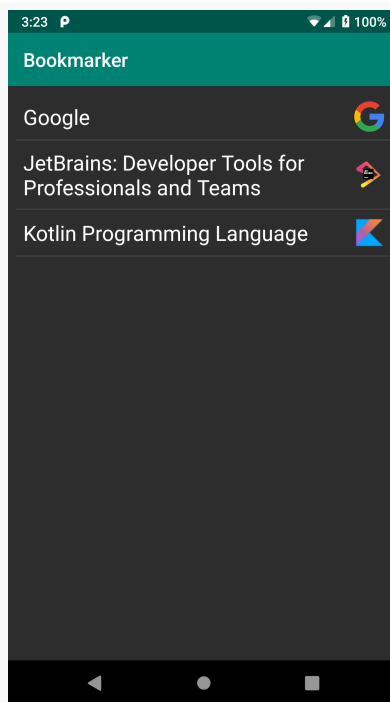 3:23 100%
Bookmarker
Google
JetBrains: Developer Tools for
Professionals and Teams
Kotlin Programming Language